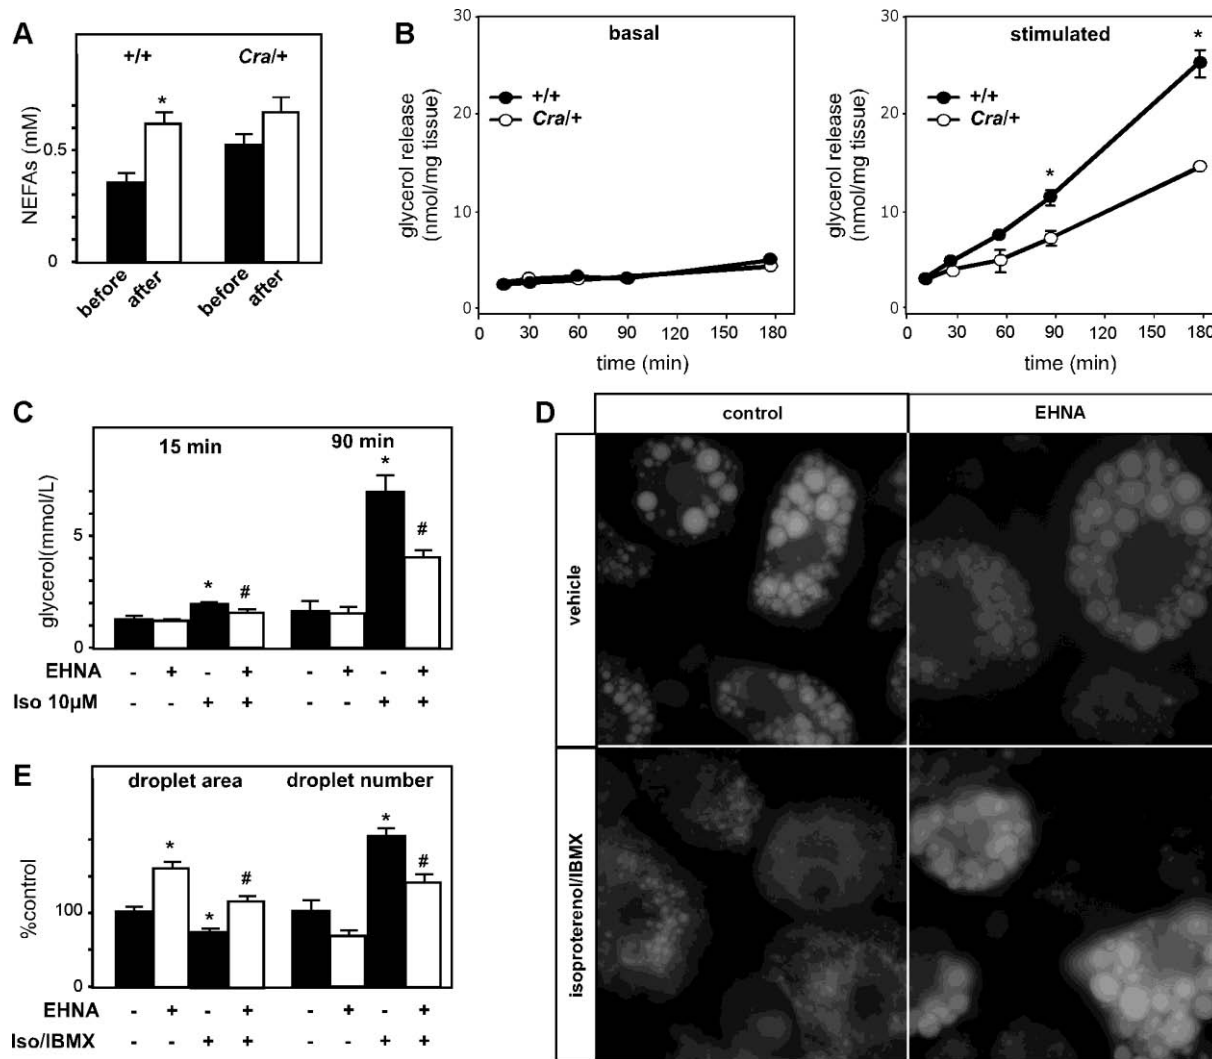 A
+/+
Cra/+
*
NEFAs (mM)
0.5
0
before
after
before
after
B
basal
30
20
10
0
+/+
Cra/+
glycerol release
(nmol/mg tissue)
0 30 60 90 120 150 180
time (min)
stimulated
30
20
10
0
+/+
Cra/+
*
*
glycerol release
(nmol/mg tissue)
0 30 60 90 120 150 180
time (min)
C
15 min
90 min
glycerol(mmol/L)
5
0
* # * #
EHNA - + - + - + - +
Iso 10µM - - + + - - + +
D
control
EHNA
vehicle
isoproterenol/IBMX
E
droplet area
droplet number
%control
100
0
* * # * #
EHNA - + - + - + - +
Iso/IBMX - - + + - - + +